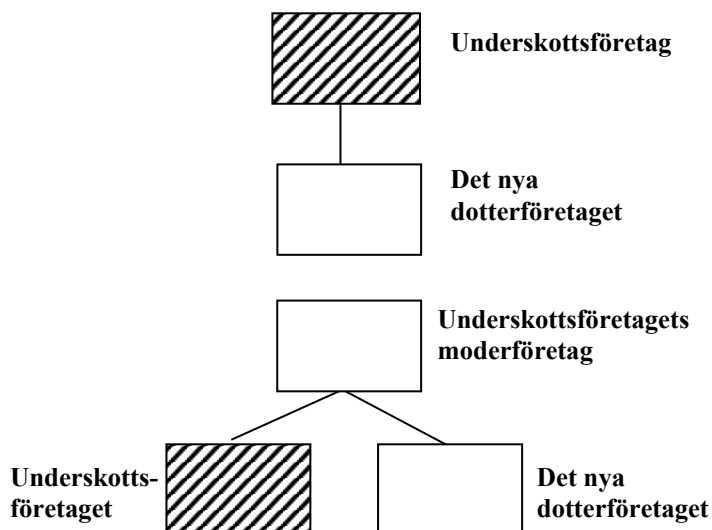 Underskottsföretag
Det nya
dotterföretaget
Underskottsföretagets
moderföretag
Underskotts-
företaget
Det nya
dotterföretaget